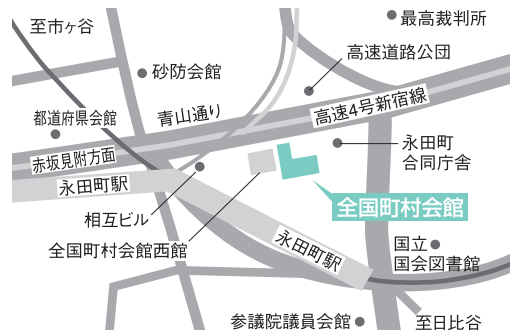 至市ヶ谷
最高裁判所
高速道路公団
砂防会館
青山通り
高速4号新宿線
都道府県会館
永田町
合同庁舎
赤坂見附方面
永田町駅
全国町村会館
相互ビル
全国町村会館西館
永田町駅
国立
国会図書館
参議院議員会館
至日比谷